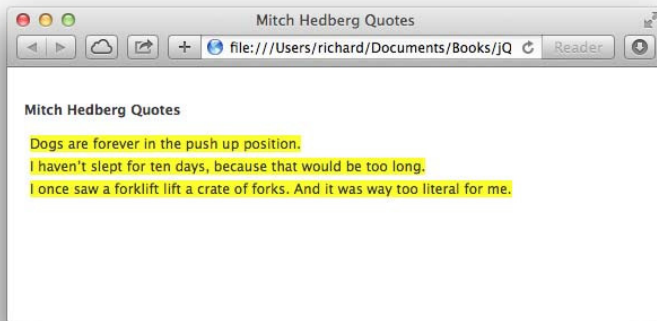 Mitch Hedberg Quotes
file:///Users/richard/Documents/Books/jQ
Reader
Mitch Hedberg Quotes
Dogs are forever in the push up position.
I haven't slept for ten days, because that would be too long.
I once saw a forklift lift a crate of forks. And it was way too literal for me.